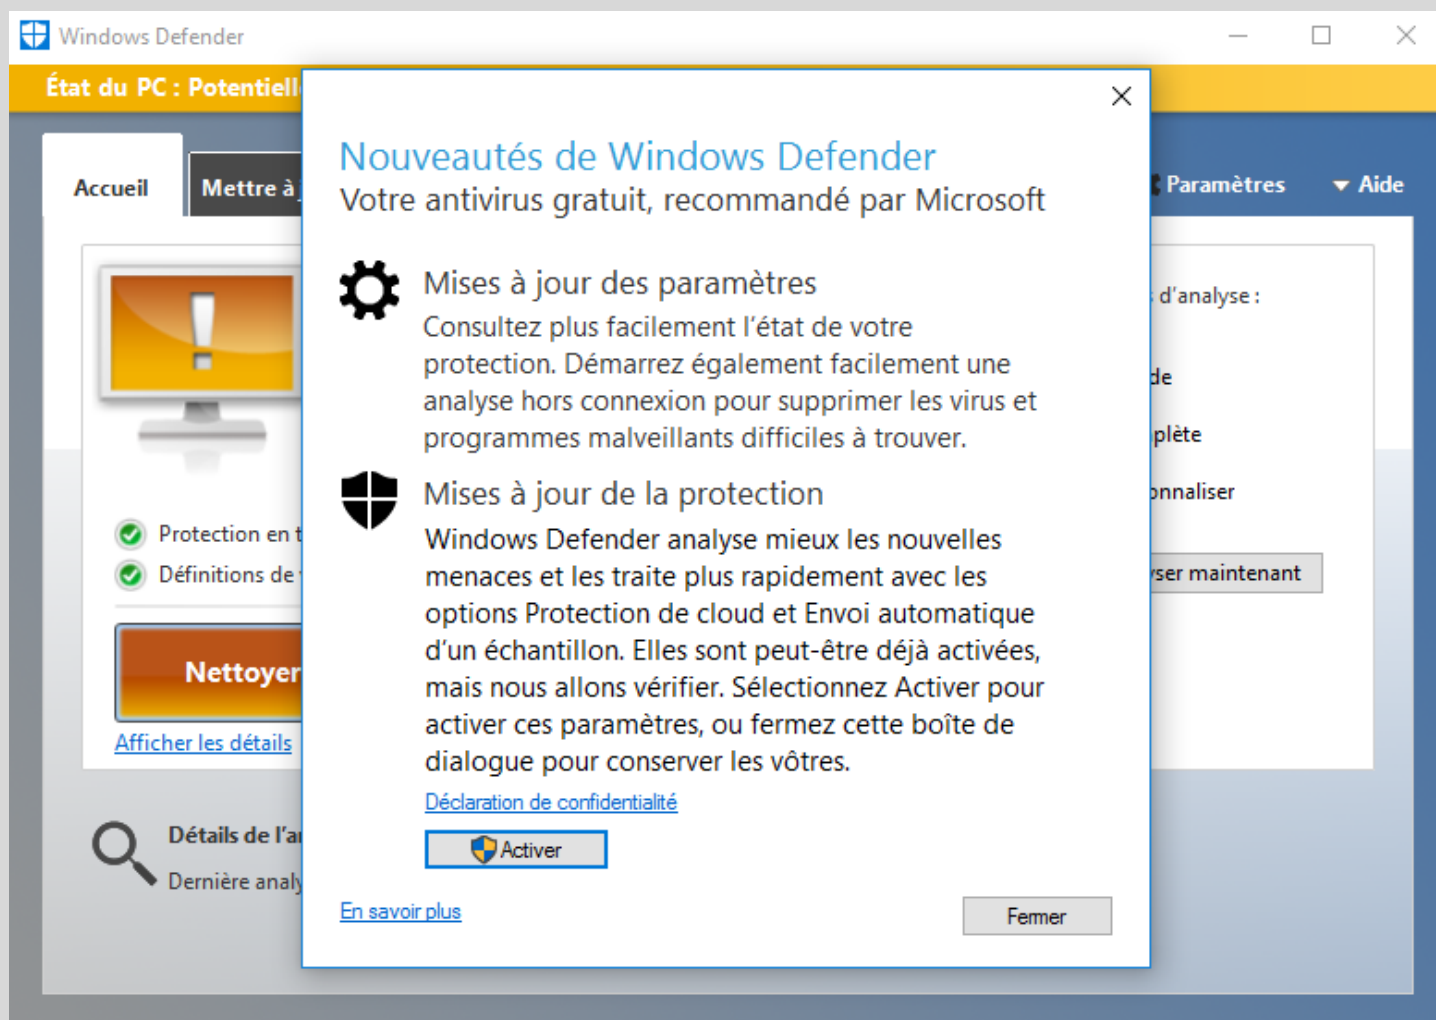 Windows Defender
État du PC :
Nouveautés de Windows Defender
Votre antivirus gratuit, recommandé par Microsoft
Accueil
Mettre à
Paramètres
Aide
Mises à jour des paramètres
Consultez plus facilement l'état de votre
protection. Démarrez également facilement une
analyse hors connexion pour supprimer les virus et
programmes malveillants difficiles à trouver.
d'analyse :
Mises à jour de la protection
Windows Defender analyse mieux les nouvelles
menaces et les traite plus rapidement avec les
options Protection de cloud et Envoi automatique
d'un échantillon. Elles sont peut-être déjà activées,
mais nous allons vérifier. Sélectionnez Activer pour
activer ces paramètres, ou fermez cette boîte de
dialogue pour conserver les vôtres.
Déclaration de confidentialité
Activer
En savoir plus
Fermer
Protection en
Définitions de
Nettoyer
Afficher les détails
maintenant
Détails de
Dernière